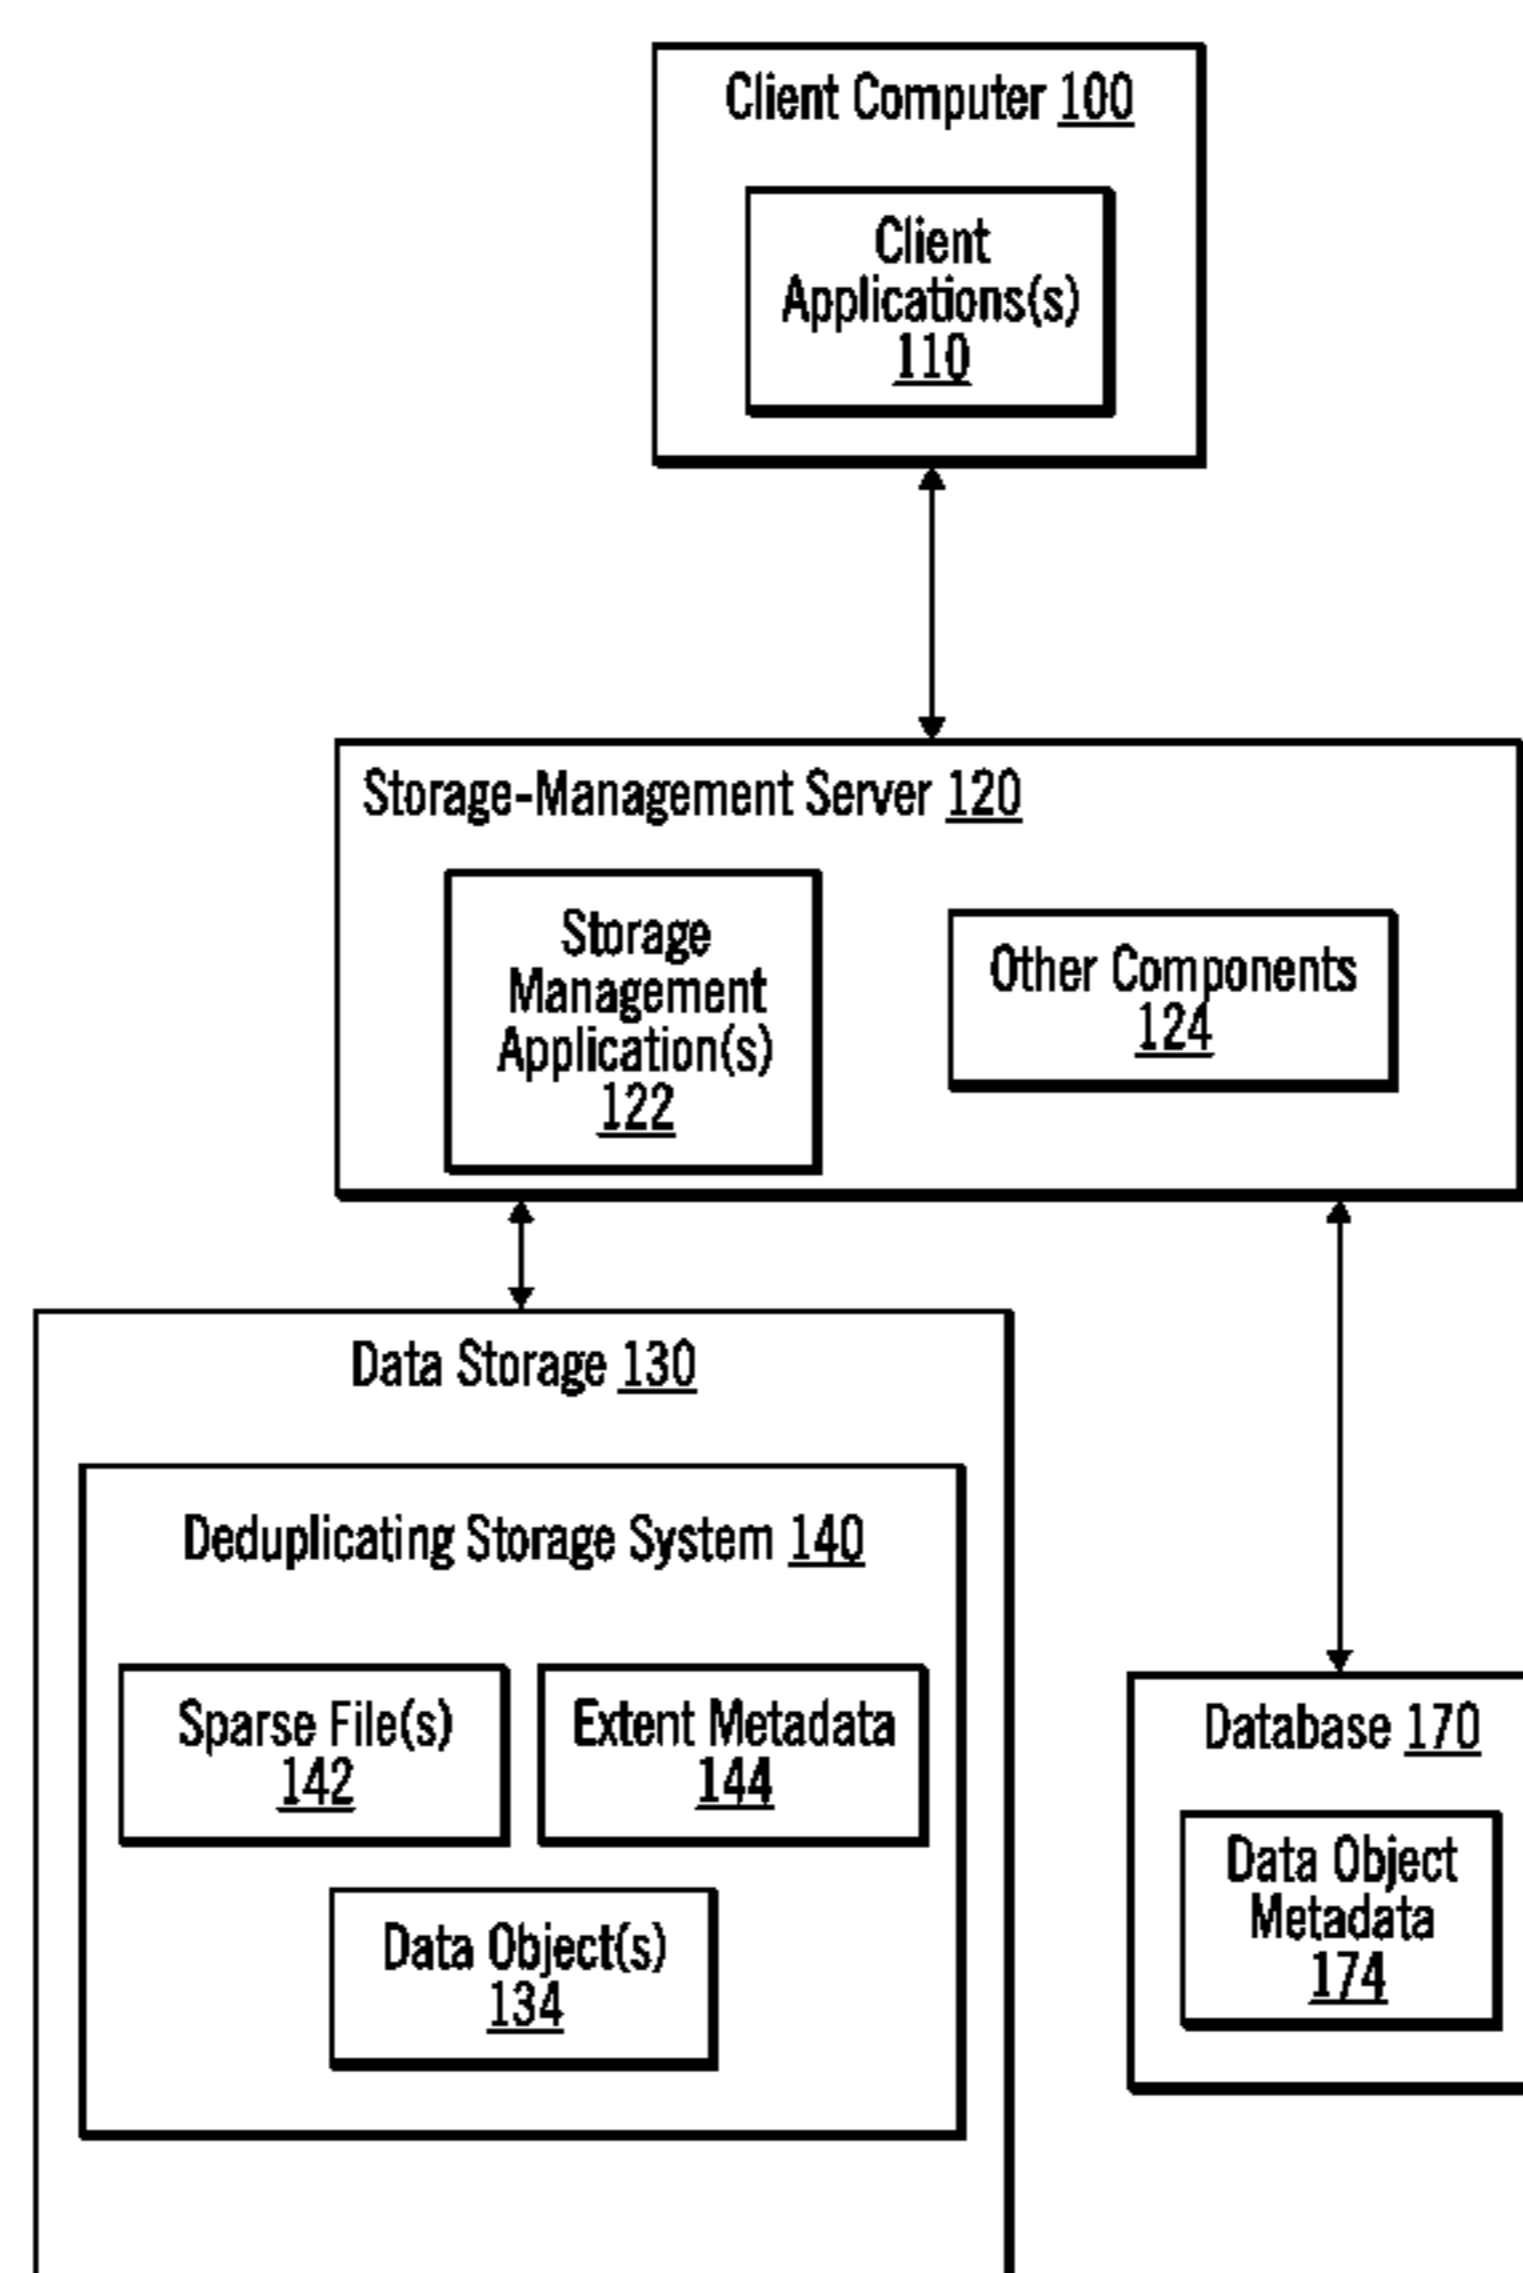 Client Computer 100
Client
Applications(s)
110
Storage-Management Server 120
Storage
Management
Application(s)
122
Other Components
124
Data Storage 130
Deduplicating Storage System 140
Sparse File(s)
142
Extent Metadata
144
Data Object(s)
134
Database 170
Data Object
Metadata
174